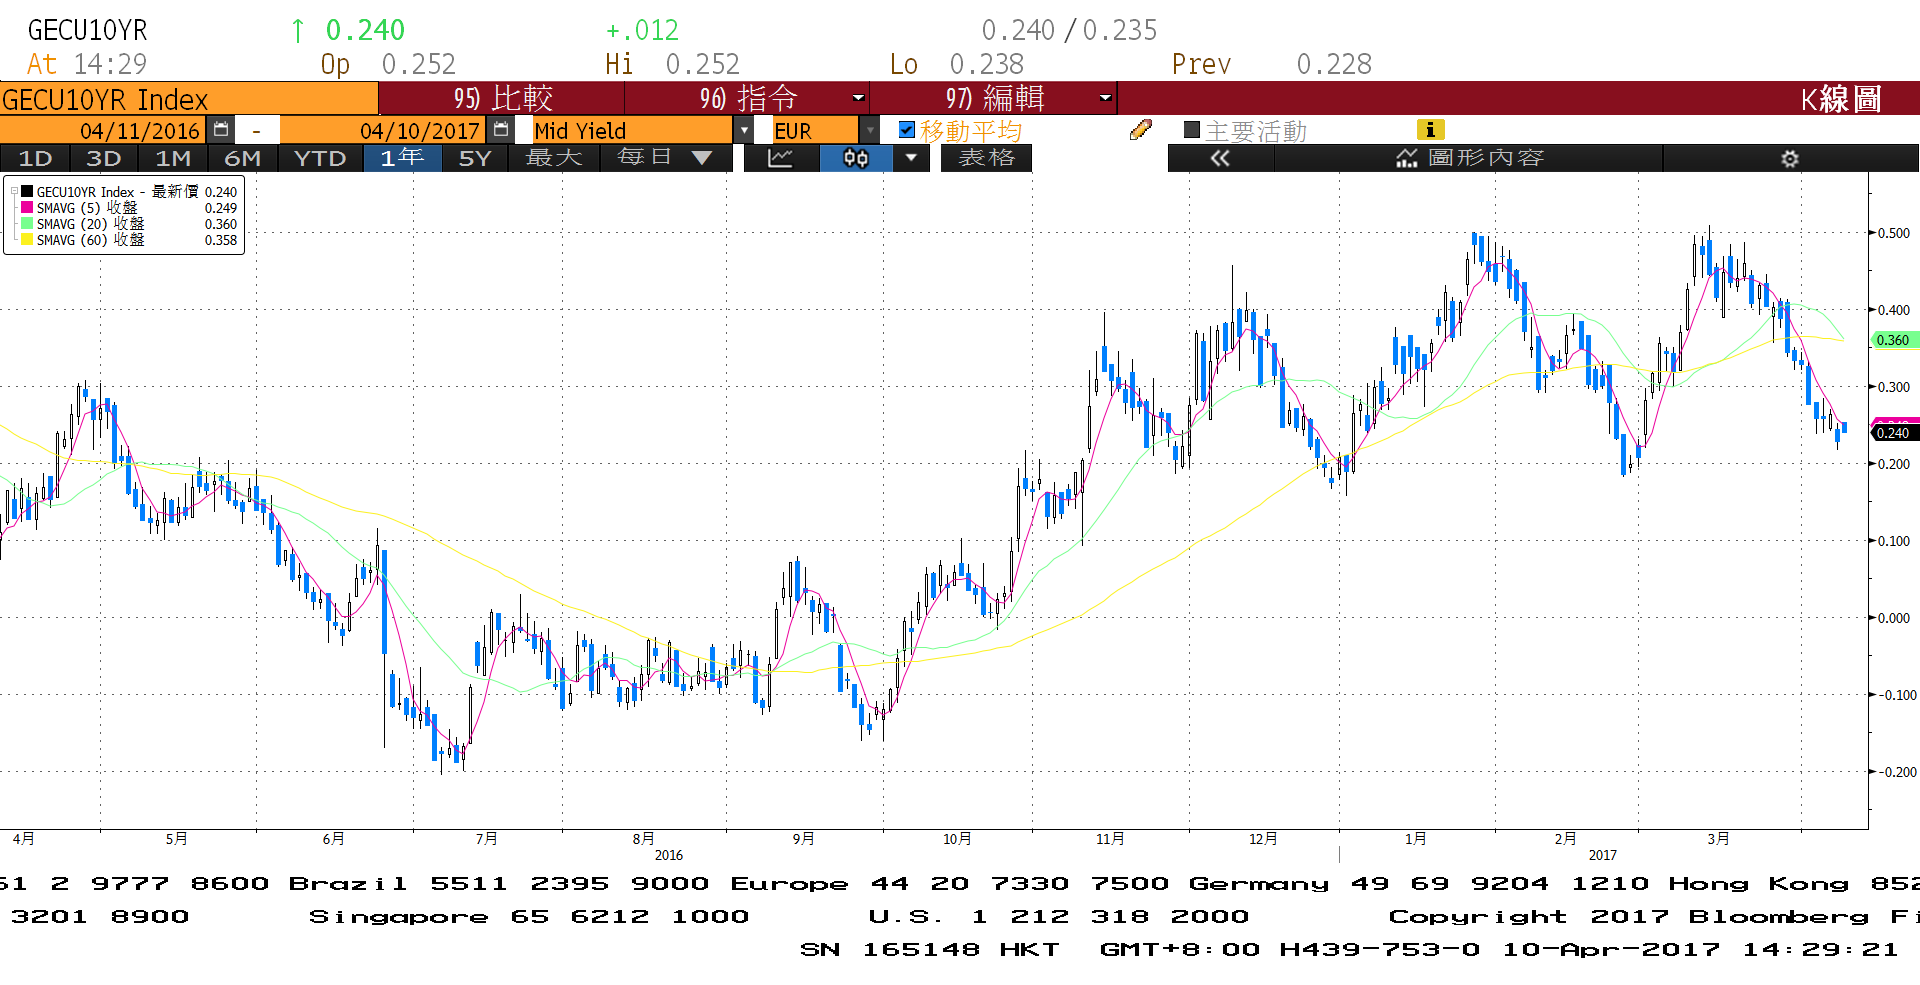 GECU10YR ↑ 0.240 +.012 0.240 / 0.235
At 14:29 Op 0.252 Hi 0.252 Lo 0.238 Prev 0.228
GECU10YR Index 95) 比較 96) 指令 97) 編輯 K線圖
04/11/2016 - 04/10/2017 Mid Yield EUR 移動平均 主要活動
1D 3D 1M 6M YTD 1年 5Y 最大 每日 表格 « 圖形內容
GECU10YR Index - 最新價 0.240
SMAVG (5) 收盤 0.249
SMAVG (20) 收盤 0.360
SMAVG (60) 收盤 0.358
0.500
0.400
0.360
0.300
0.240
0.200
0.100
0.000
-0.100
-0.200
4月 5月 6月 7月 8月 9月 10月 11月 12月 1月 2月 3月
2016 2017
61 2 9777 8600 Brazil 5511 2395 9000 Europe 44 20 7330 7500 Germany 49 69 9204 1210 Hong Kong 852
3201 8900 Singapore 65 6212 1000 U.S. 1 212 318 2000 Copyright 2017 Bloomberg Fi
SN 165148 HKT GMT+8:00 H439-753-0 10-Apr-2017 14:29:21